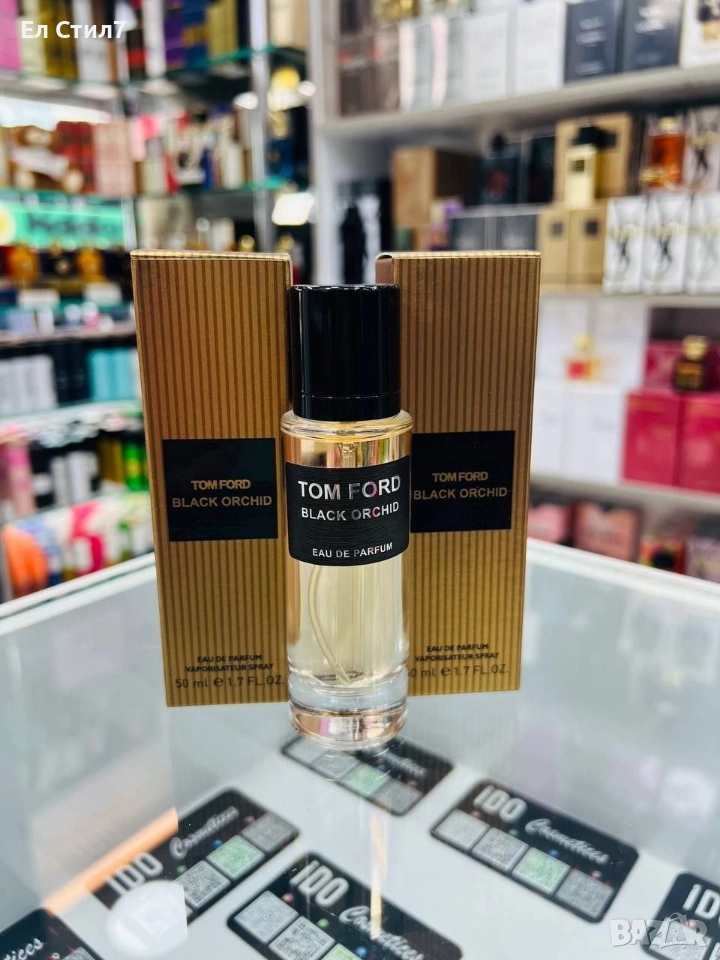 Ел Стил7
TOM FORD
BLACK ORCHID
EAU DE PARFUM
VAPORISATEUR SPRAY
50 ml e 1.7 FL.OZ.
TOM FORD
BLACK ORCHID
EAU DE PARFUM
TOM FORD
BLACK ORCHID
EAU DE PARFUM
VAPORISATEUR SPRAY
0 ml e 1.7 FL.OZ.
IDO Cosmetics
IDO Cosmetics
IDO Cosmetics
IDO
BAZAR